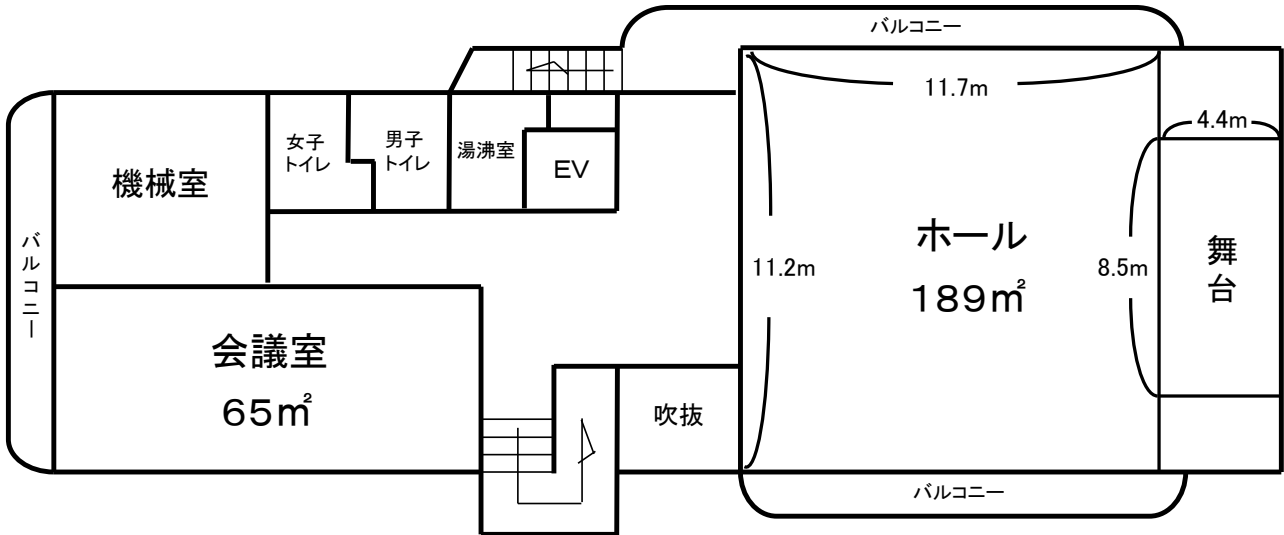 バルコニー
11.7m
4.4m
女子
トイレ
男子
トイレ
湯沸室
EV
機械室
バルコニー
ホール
189㎡
11.2m
8.5m
舞台
会議室
65㎡
吹抜
バルコニー